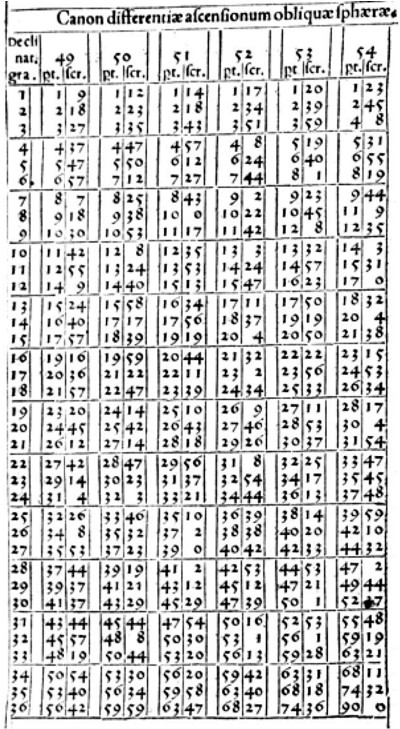 Canon differentiæ aſcenſionum obliquæ ſphæræ.
Decli 49 50 51 52 53 54
nat.
gra. pt. ſcr. pt. ſcr. pt. ſcr. pt. ſcr. pt. ſcr. pt. ſcr.
1 1 9 1 12 1 14 1 17 1 20 1 23
2 2 18 2 23 2 18 2 34 2 39 2 45
3 3 27 3 35 3 43 3 51 3 59 4 8
4 4 37 4 47 4 57 4 8 5 19 5 31
5 5 47 5 50 6 12 6 24 6 40 6 55
6 6 57 7 12 7 27 7 44 8 1 8 19
7 8 7 8 25 8 43 9 2 9 23 9 44
8 9 18 9 38 10 0 10 22 10 45 11 9
9 10 30 10 53 11 17 11 42 12 8 12 35
10 11 42 12 8 12 35 13 3 13 32 14 3
11 12 55 13 24 13 53 14 24 14 57 15 31
12 14 9 14 40 15 13 15 47 16 23 17 0
13 15 24 15 58 16 34 17 11 17 50 18 32
14 16 40 17 17 17 56 18 37 19 19 20 4
15 17 57 18 39 19 19 20 4 20 50 21 38
16 19 16 19 59 20 44 21 32 22 22 23 15
17 20 36 21 22 22 11 23 2 23 56 24 53
18 21 57 22 47 23 39 24 34 25 33 26 34
19 23 20 24 14 25 10 26 9 27 11 28 17
20 24 45 25 42 26 43 27 46 28 53 30 4
21 26 12 27 14 28 18 29 26 30 37 31 54
22 27 42 28 47 29 56 31 8 32 25 33 47
23 29 14 30 23 31 37 32 54 34 17 35 45
24 31 4 32 3 33 21 34 44 36 13 37 48
25 32 26 33 46 35 10 36 39 38 14 39 59
26 34 8 35 32 37 2 38 38 40 20 42 10
27 35 53 37 23 39 0 40 42 42 33 44 32
28 37 44 39 19 41 2 42 53 44 53 47 2
29 39 37 41 21 43 12 45 12 47 21 49 44
30 41 37 43 29 45 29 47 39 50 1 52
31 43 44 45 44 47 54 50 16 52 53 55 48
32 45 57 48 8 50 30 53 1 56 1 59 19
33 48 19 50 44 53 20 56 13 59 28 63 21
34 50 54 53 30 56 20 59 42 63 31 68 11
35 53 40 56 34 59 58 63 40 68 18 74 32
36 56 42 59 59 63 47 68 27 74 36 90 0